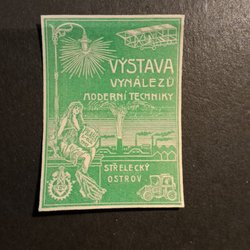 VÝSTAVA
VYNÁLEZŮ
MODERNÍ TECHNIKY
STŘELECKÝ
OSTROV